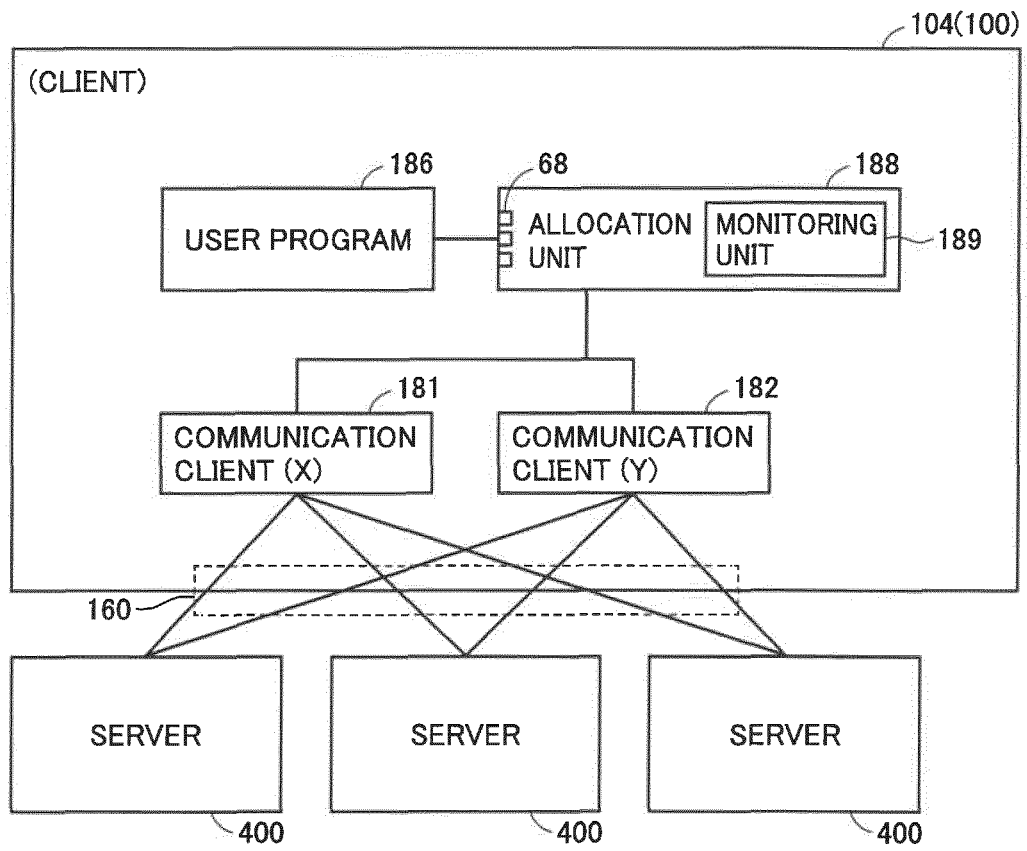 104(100)
(CLIENT)
186
68
188
USER PROGRAM
ALLOCATION
UNIT
MONITORING
UNIT
189
181
182
COMMUNICATION
CLIENT (X)
COMMUNICATION
CLIENT (Y)
160
SERVER
SERVER
SERVER
400
400
400